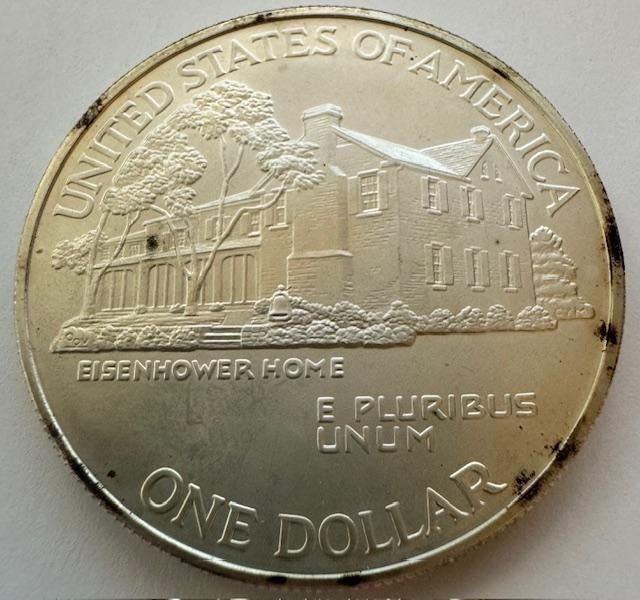 UNITED STATES OF AMERICA
EISENHOWER HOME
E PLURIBUS
UNUM
ONE DOLLAR